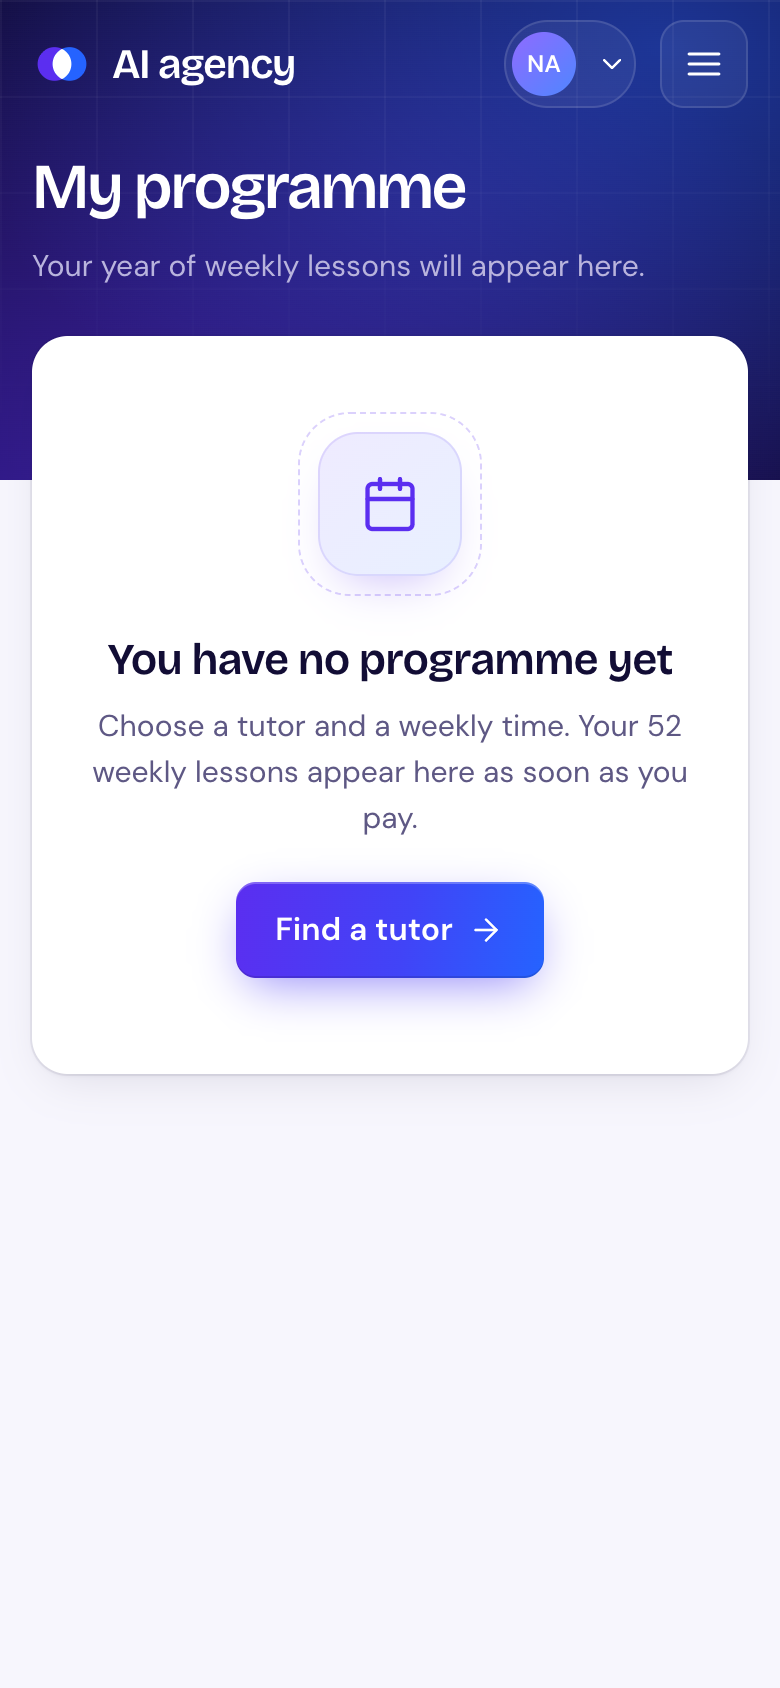 AI agency
NA
My programme
Your year of weekly lessons will appear here.
You have no programme yet
Choose a tutor and a weekly time. Your 52
weekly lessons appear here as soon as you
pay.
Find a tutor